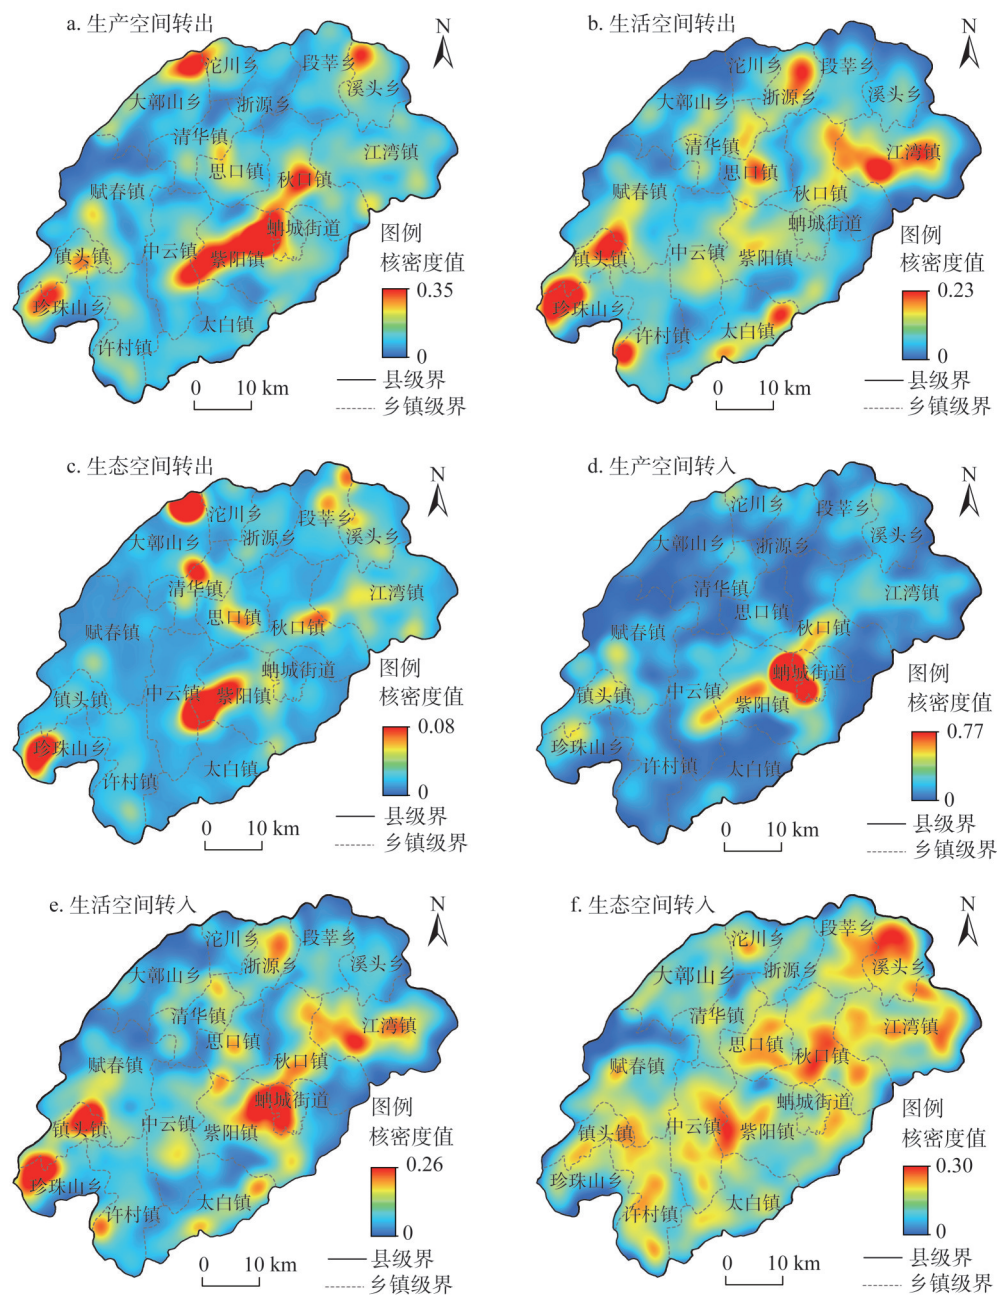 a. 生产空间转出
N
沱川乡
段莘乡
溪头乡
大鄣山乡
浙源乡
清华镇
江湾镇
思口镇
秋口镇
赋春镇
蚺城街道
中云镇
紫阳镇
镇头镇
珍珠山乡
太白镇
许村镇
图例
核密度值
0.35
0
0 10 km
县级界
乡镇级界
b. 生活空间转出
N
沱川乡
段莘乡
溪头乡
大鄣山乡
浙源乡
清华镇
江湾镇
思口镇
秋口镇
赋春镇
蚺城街道
中云镇
紫阳镇
镇头镇
珍珠山乡
太白镇
许村镇
图例
核密度值
0.23
0
0 10 km
县级界
乡镇级界
c. 生态空间转出
N
沱川乡
段莘乡
溪头乡
大鄣山乡
浙源乡
清华镇
江湾镇
思口镇
秋口镇
赋春镇
蚺城街道
中云镇
紫阳镇
镇头镇
珍珠山乡
太白镇
许村镇
图例
核密度值
0.08
0
0 10 km
县级界
乡镇级界
d. 生产空间转入
N
沱川乡
段莘乡
溪头乡
大鄣山乡
浙源乡
清华镇
江湾镇
思口镇
秋口镇
赋春镇
蚺城街道
中云镇
紫阳镇
镇头镇
珍珠山乡
太白镇
许村镇
图例
核密度值
0.77
0
0 10 km
县级界
乡镇级界
e. 生活空间转入
N
沱川乡
段莘乡
溪头乡
大鄣山乡
浙源乡
清华镇
江湾镇
思口镇
秋口镇
赋春镇
蚺城街道
中云镇
紫阳镇
镇头镇
珍珠山乡
太白镇
许村镇
图例
核密度值
0.26
0
0 10 km
县级界
乡镇级界
f. 生态空间转入
N
沱川乡
段莘乡
溪头乡
大鄣山乡
浙源乡
江湾镇
清华镇
思口镇
秋口镇
赋春镇
蚺城街道
中云镇
紫阳镇
镇头镇
珍珠山乡
太白镇
许村镇
图例
核密度值
0.30
0
0 10 km
县级界
乡镇级界